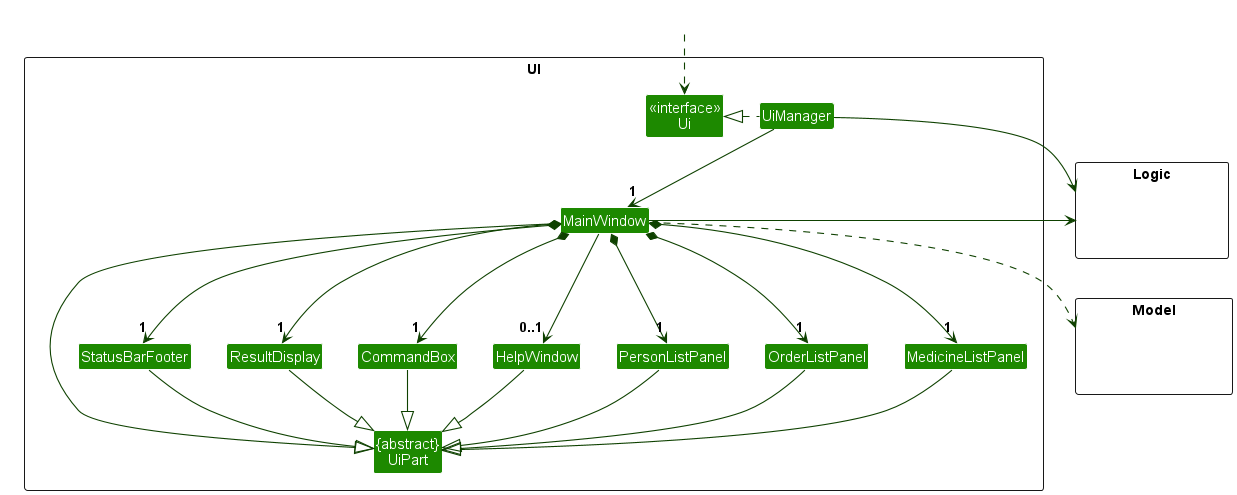 UI
«interface»
Ui
UiManager
Logic
1
MainWindow
Model
1
1
1
0..1
1
1
1
StatusBarFooter
ResultDisplay
CommandBox
HelpWindow
PersonListPanel
OrderListPanel
MedicineListPanel
{abstract}
UiPart